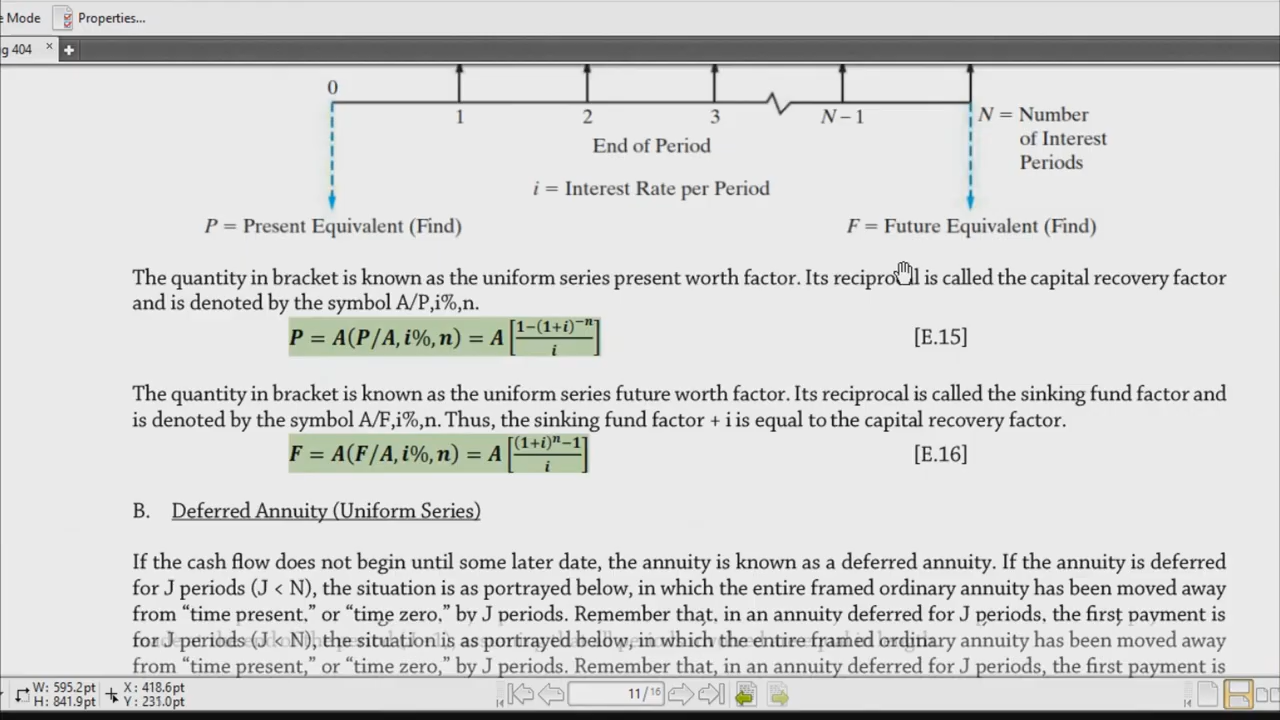 e Mode Properties...
g 404
0
1 2 3 N − 1
N = Number
of Interest
Periods
End of Period
i = Interest Rate per Period
P = Present Equivalent (Find) F = Future Equivalent (Find)
The quantity in bracket is known as the uniform series present worth factor. Its reciprocal is called the capital recovery factor
and is denoted by the symbol A/P,i%,n.
P = A(P/A, i%, n) = A [(1−(1+i)^−n)/i] [E.15]
The quantity in bracket is known as the uniform series future worth factor. Its reciprocal is called the sinking fund factor and
is denoted by the symbol A/F,i%,n. Thus, the sinking fund factor + i is equal to the capital recovery factor.
F = A(F/A, i%, n) = A [((1+i)^n−1)/i] [E.16]
B. Deferred Annuity (Uniform Series)
If the cash flow does not begin until some later date, the annuity is known as a deferred annuity. If the annuity is deferred
for J periods (J < N), the situation is as portrayed below, in which the entire framed ordinary annuity has been moved away
from “time present,” or “time zero,” by J periods. Remember that, in an annuity deferred for J periods, the first payment is
for J periods (J < N), the situation is as portrayed below, in which the entire framed ordinary annuity has been moved away
from “time present,” or “time zero,” by J periods. Remember that, in an annuity deferred for J periods, the first payment is
W: 595.2pt X : 418.6pt
H: 841.9pt Y : 231.0pt
11/16